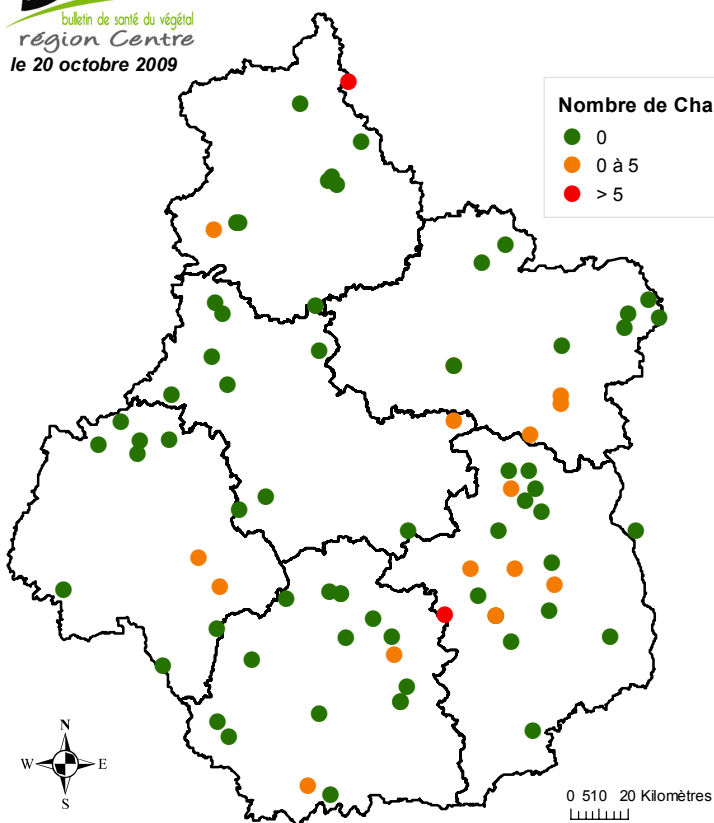 bulletin de santé du végétal
région Centre
le 20 octobre 2009
Nombre de Cha
0
0 à 5
> 5
N
W E
S
0 510 20 Kilomètres